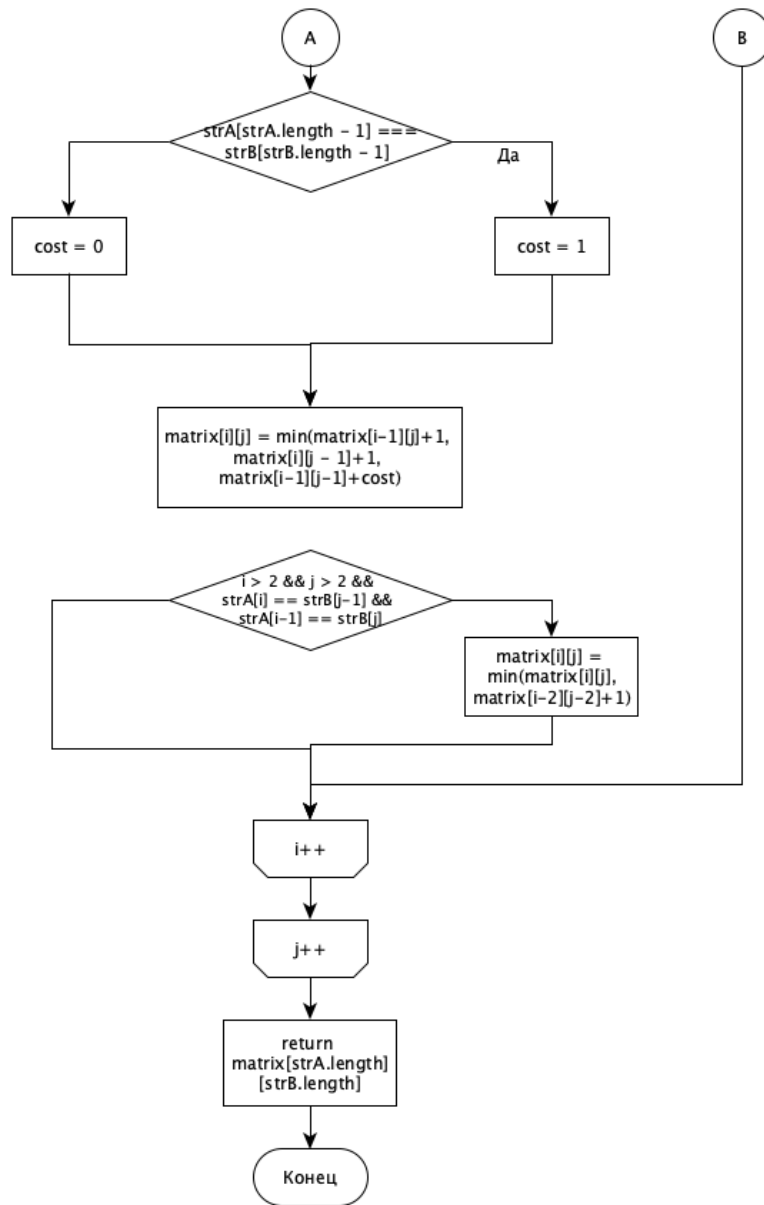 A
B
strA[strA.length - 1] ===
strB[strB.length - 1]
Да
cost = 0
cost = 1
matrix[i][j] = min(matrix[i-1][j]+1,
matrix[i][j - 1]+1,
matrix[i-1][j-1]+cost)
i > 2 && j > 2 &&
strA[i] == strB[j-1] &&
strA[i-1] == strB[j]
matrix[i][j] =
min(matrix[i][j],
matrix[i-2][j-2]+1)
i++
j++
return
matrix[strA.length]
[strB.length]
Конец